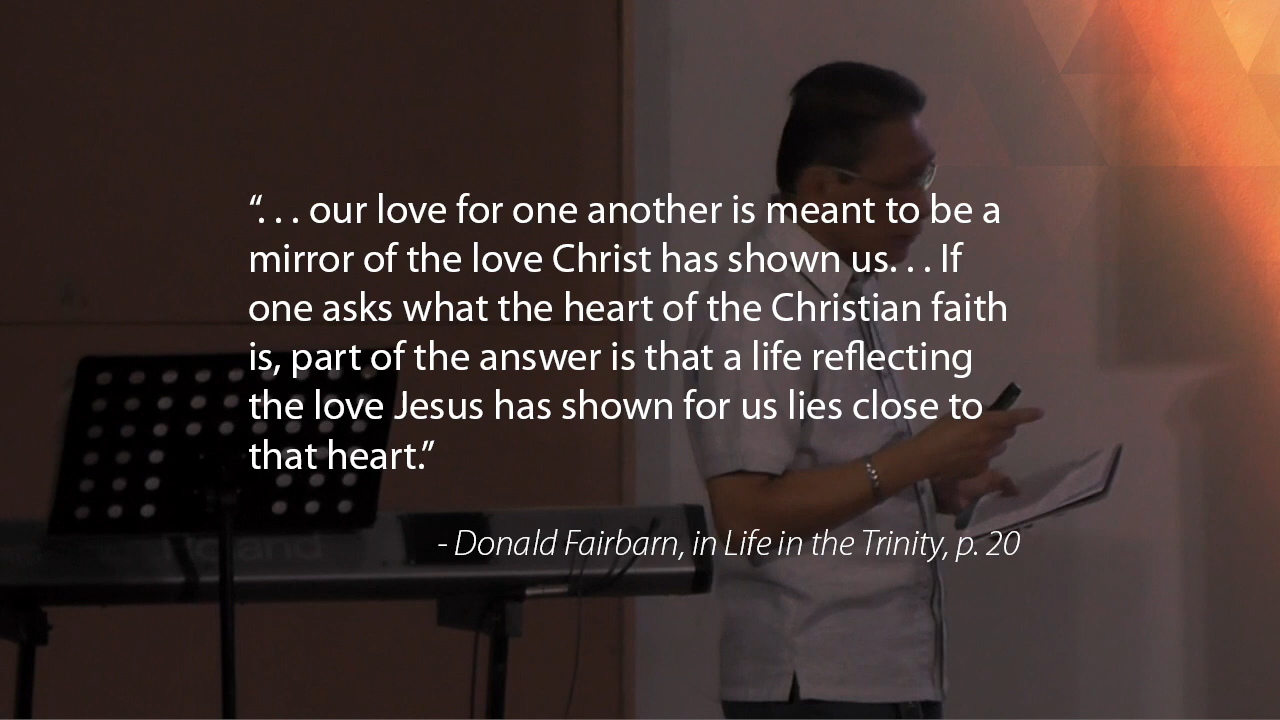 “. . . our love for one another is meant to be a
mirror of the love Christ has shown us. . . If
one asks what the heart of the Christian faith
is, part of the answer is that a life reflecting
the love Jesus has shown for us lies close to
that heart.”
- Donald Fairbarn, in Life in the Trinity, p. 20
Roland